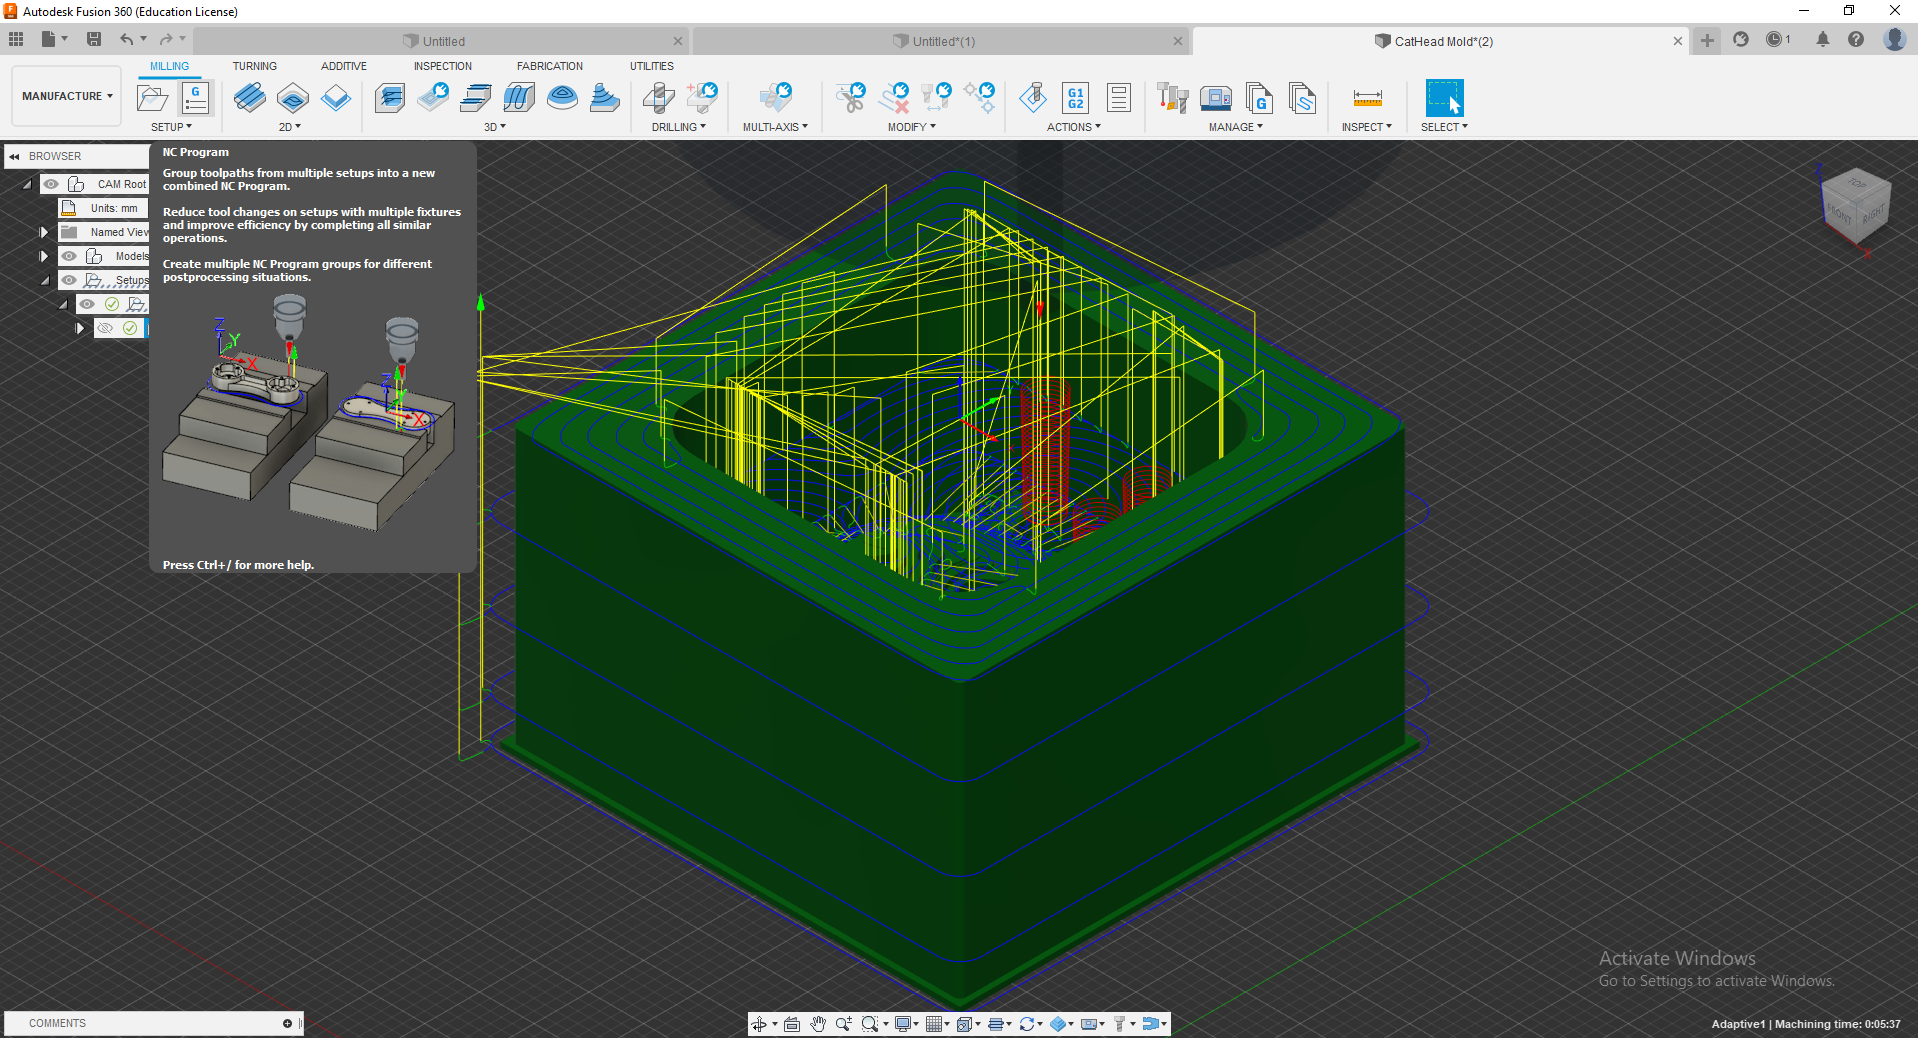 Autodesk Fusion 360 (Education License)
Untitled
Untitled*(1)
CatHead Mold*(2)
1
MILLING
TURNING
ADDITIVE
INSPECTION
FABRICATION
UTILITIES
MANUFACTURE
G
G1
G2
G
SETUP
2D
3D
DRILLING
MULTI-AXIS
MODIFY
ACTIONS
MANAGE
INSPECT
SELECT
BROWSER
CAM Root
Units: mm
Named View
Models
Setups
NC Program
Group toolpaths from multiple setups into a new
combined NC Program.
Reduce tool changes on setups with multiple fixtures
and improve efficiency by completing all similar
operations.
Create multiple NC Program groups for different
postprocessing situations.
Z
Y
X
Z
X
Press Ctrl+/ for more help.
Z
TOP
FRONT
RIGHT
X
Activate Windows
Go to Settings to activate Windows.
COMMENTS
Adaptive1 | Machining time: 0:05:37